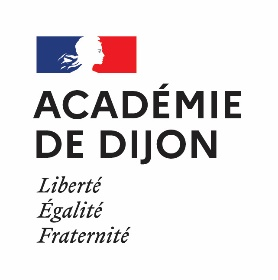 ACADÉMIE
DE DIJON
Liberté
Égalité
Fraternité